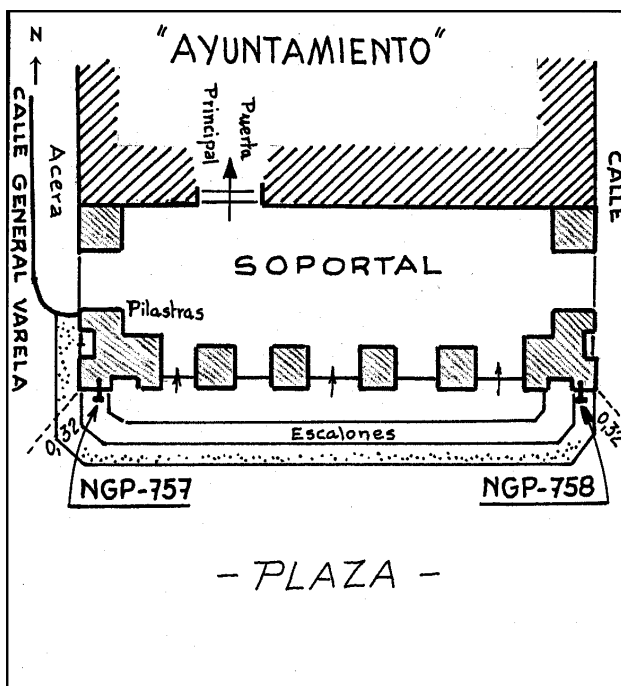 "AYUNTAMIENTO"
N
CALLE GENERAL VARELA
Acera
Puerta
Principal
CALLE
SOPORTAL
Pilastras
Escalones
0,32
0,32
NGP-757
NGP-758
- PLAZA -